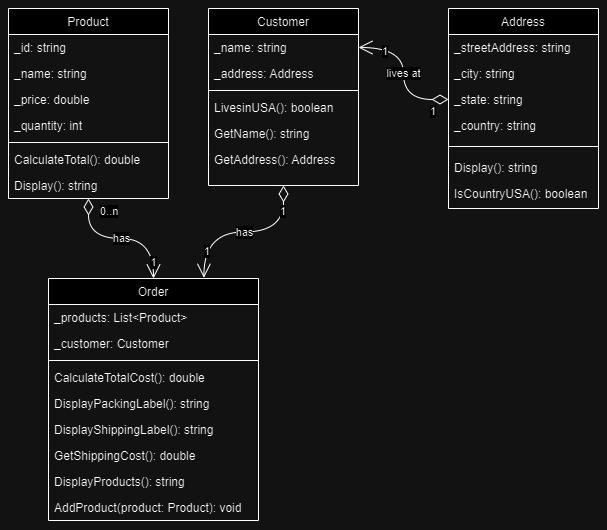 Product
_id: string
_name: string
_price: double
_quantity: int
CalculateTotal(): double
Display(): string
Customer
_name: string
_address: Address
LivesinUSA(): boolean
GetName(): string
GetAddress(): Address
Address
_streetAddress: string
_city: string
_state: string
_country: string
Display(): string
IsCountryUSA(): boolean
1
lives at
1
0..n
has
1
1
has
1
Order
_products: List<Product>
_customer: Customer
CalculateTotalCost(): double
DisplayPackingLabel(): string
DisplayShippingLabel(): string
GetShippingCost(): double
DisplayProducts(): string
AddProduct(product: Product): void